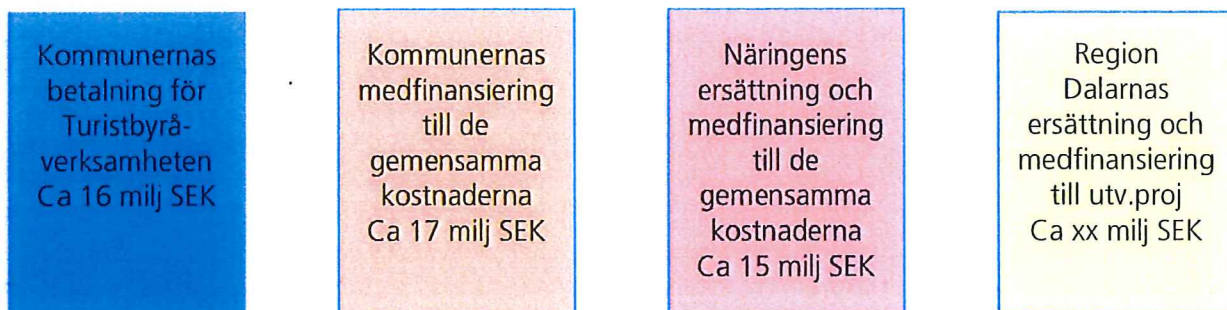 Kommunernas
betalning för
Turistbyrå-
verksamheten
Ca 16 milj SEK
Kommunernas
medfinansiering
till de
gemensamma
kostnaderna
Ca 17 milj SEK
Näringens
ersättning och
medfinansiering
till de
gemensamma
kostnaderna
Ca 15 milj SEK
Region
Dalarnas
ersättning och
medfinansiering
till utv.proj
Ca xx milj SEK